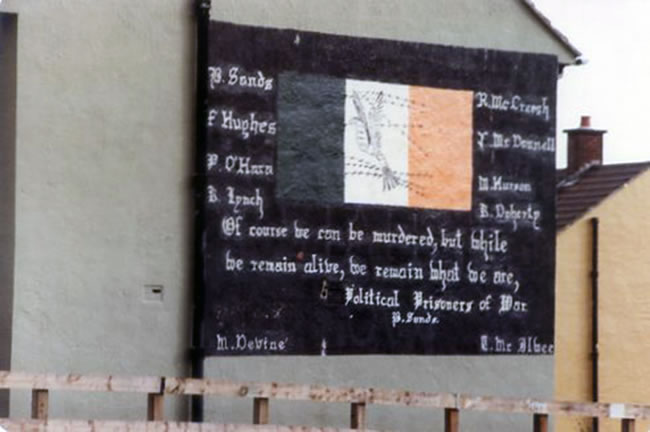 B. Sands
F Hughes
P. O'Hara
K. Lynch
R. Mc Creesh
J. Mc Donnell
M. Hurson
K. Doherty
Of course we can be murdered, but while
we remain alive, we remain what we are,
Political Prisoners of War
B. Sands.
M. Devine
T. Mc Ilwee